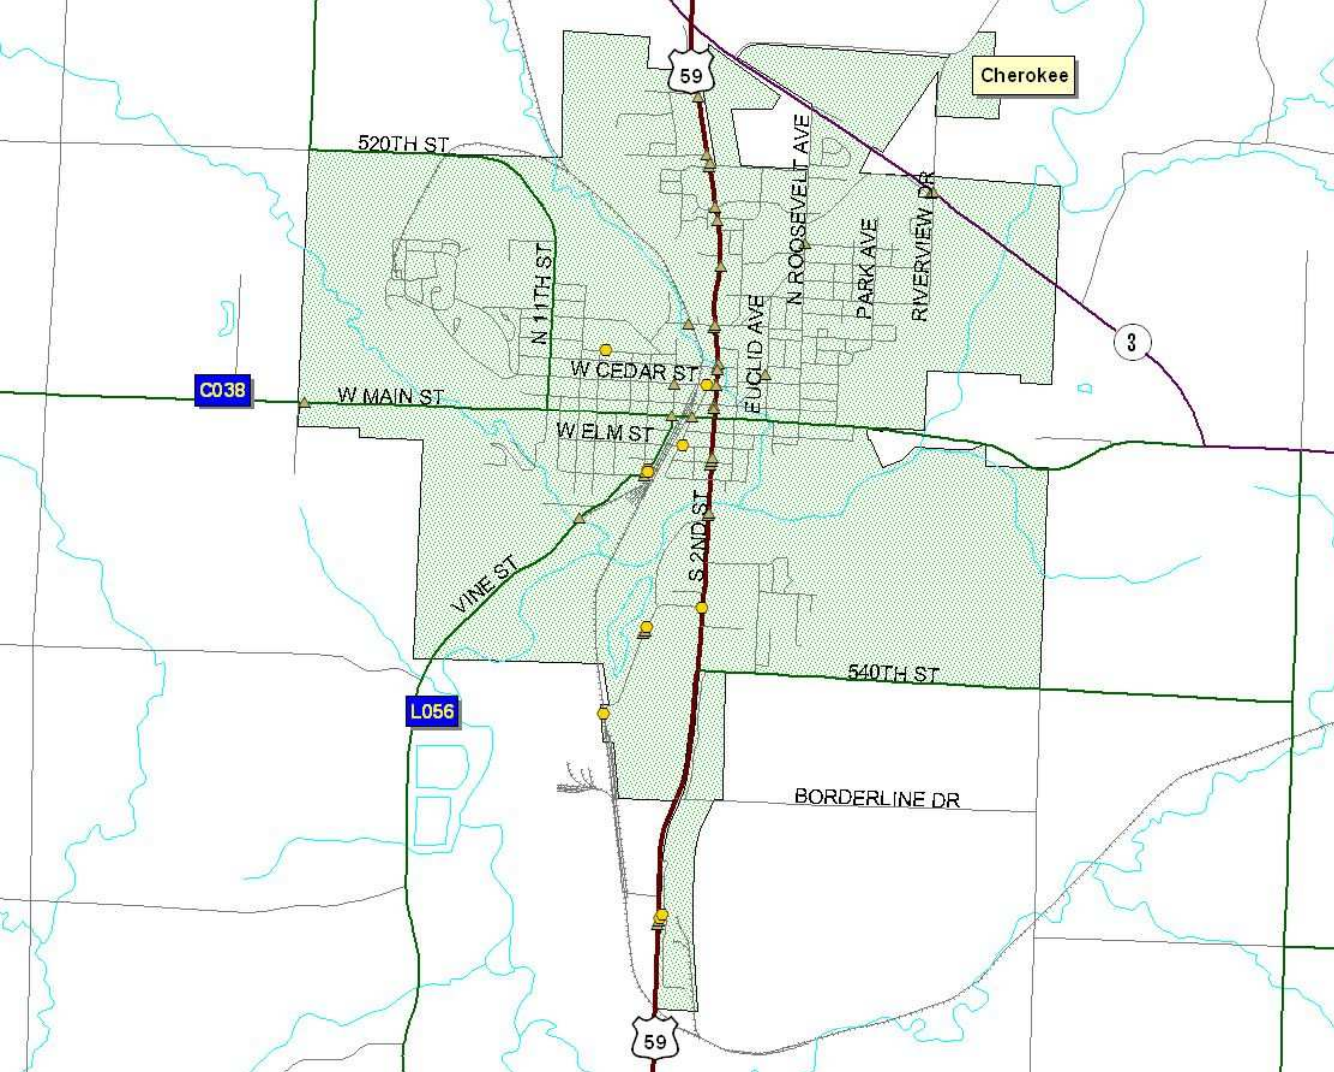 59
Cherokee
520TH ST
N ROOSEVELT AVE
RIVERVIEW DR
PARK AVE
N 11TH ST
EUCLID AVE
3
W CEDAR ST
C038
W MAIN ST
W ELM ST
S 2ND ST
VINE ST
540TH ST
L056
BORDERLINE DR
59